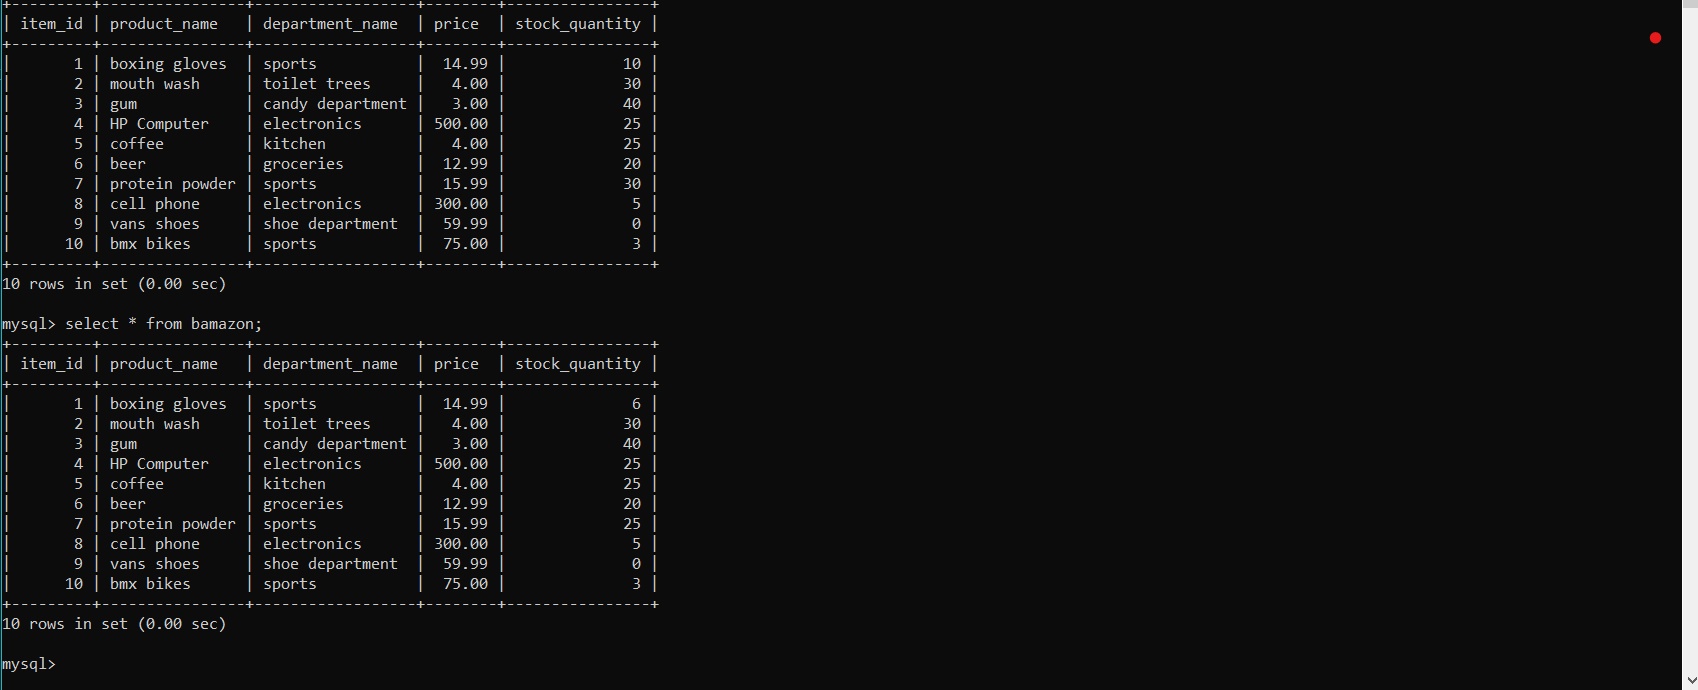 +---------+----------------+------------------+--------+----------------+
| item_id | product_name   | department_name  | price  | stock_quantity |
+---------+----------------+------------------+--------+----------------+
|       1 | boxing gloves  | sports           |  14.99 |             10 |
|       2 | mouth wash     | toilet trees     |   4.00 |             30 |
|       3 | gum            | candy department |   3.00 |             40 |
|       4 | HP Computer    | electronics      | 500.00 |             25 |
|       5 | coffee         | kitchen          |   4.00 |             25 |
|       6 | beer           | groceries        |  12.99 |             20 |
|       7 | protein powder | sports           |  15.99 |             30 |
|       8 | cell phone     | electronics      | 300.00 |              5 |
|       9 | vans shoes     | shoe department  |  59.99 |              0 |
|      10 | bmx bikes      | sports           |  75.00 |              3 |
+---------+----------------+------------------+--------+----------------+
10 rows in set (0.00 sec)

mysql> select * from bamazon;
+---------+----------------+------------------+--------+----------------+
| item_id | product_name   | department_name  | price  | stock_quantity |
+---------+----------------+------------------+--------+----------------+
|       1 | boxing gloves  | sports           |  14.99 |              6 |
|       2 | mouth wash     | toilet trees     |   4.00 |             30 |
|       3 | gum            | candy department |   3.00 |             40 |
|       4 | HP Computer    | electronics      | 500.00 |             25 |
|       5 | coffee         | kitchen          |   4.00 |             25 |
|       6 | beer           | groceries        |  12.99 |             20 |
|       7 | protein powder | sports           |  15.99 |             25 |
|       8 | cell phone     | electronics      | 300.00 |              5 |
|       9 | vans shoes     | shoe department  |  59.99 |              0 |
|      10 | bmx bikes      | sports           |  75.00 |              3 |
+---------+----------------+------------------+--------+----------------+
10 rows in set (0.00 sec)

mysql>